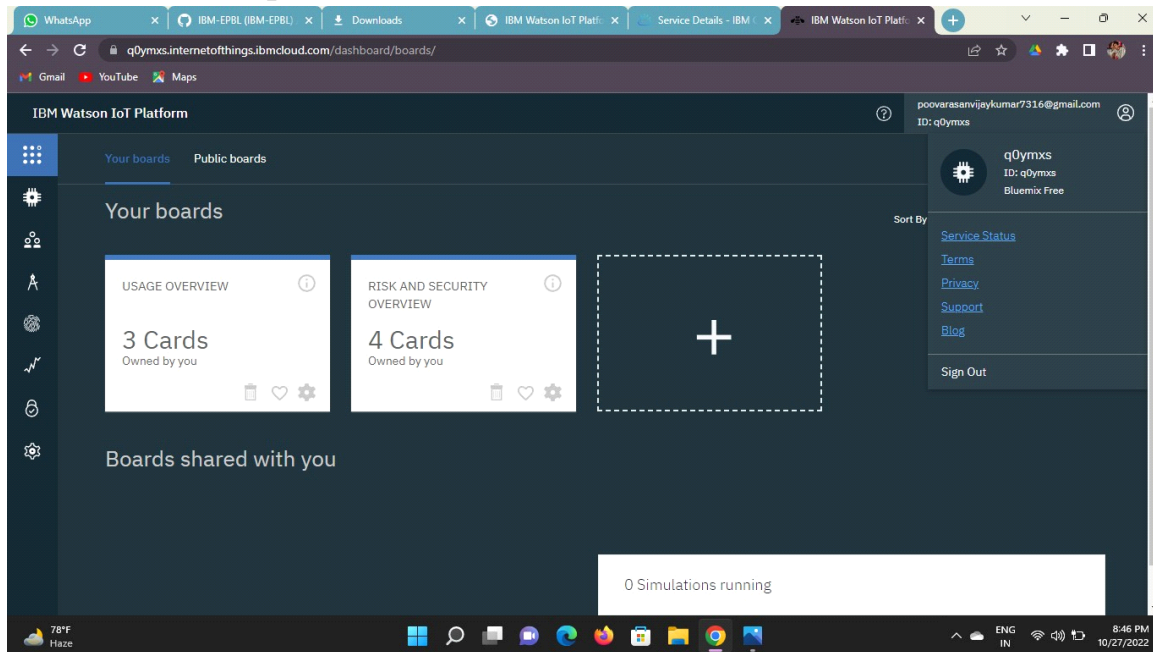 WhatsApp
IBM-EPBL (IBM-EPBL)
Downloads
IBM Watson IoT Platfo
Service Details - IBM
IBM Watson IoT Platfo
q0ymxs.internetofthings.ibmcloud.com/dashboard/boards/
Gmail YouTube Maps
IBM Watson IoT Platform
poovarasanvijaykumar7316@gmail.com
ID: q0ymxs
Your boards Public boards
q0ymxs
ID: q0ymxs
Bluemix Free
Your boards
Sort By
Service Status
Terms
Privacy
Support
Blog
Sign Out
USAGE OVERVIEW
3 Cards
Owned by you
RISK AND SECURITY
OVERVIEW
4 Cards
Owned by you
Boards shared with you
0 Simulations running
78°F
Haze
ENG
IN
8:46 PM
10/27/2022